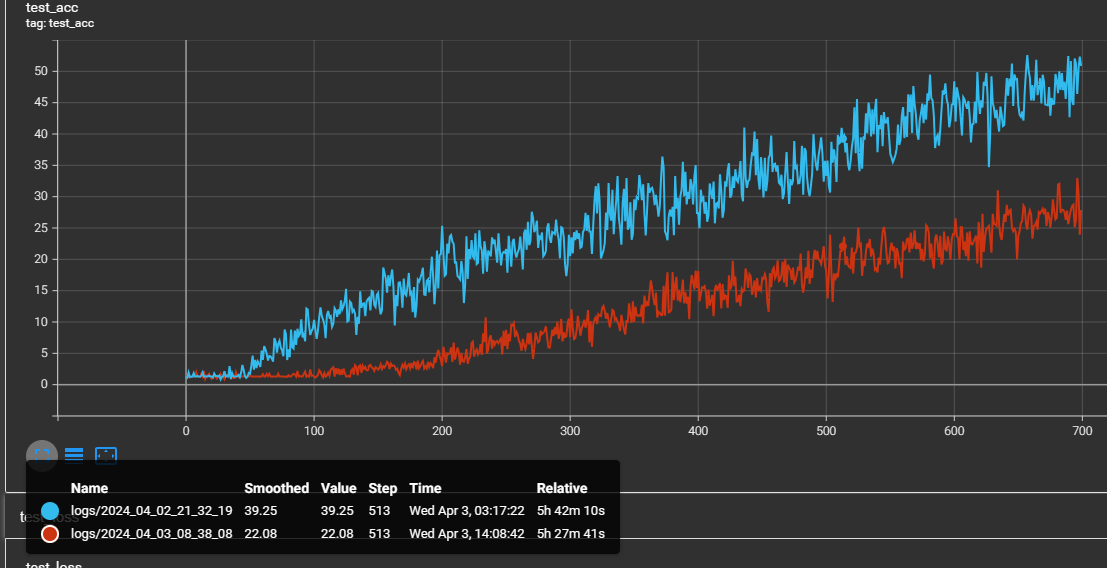 test_acc
tag: test_acc
50
45
40
35
30
25
20
15
10
5
0
0 100 200 300 400 500 600 700
Name Smoothed Value Step Time Relative
logs/2024_04_02_21_32_19 39.25 39.25 513 Wed Apr 3, 03:17:22 5h 42m 10s
logs/2024_04_03_08_38_08 22.08 22.08 513 Wed Apr 3, 14:08:42 5h 27m 41s
test_loss